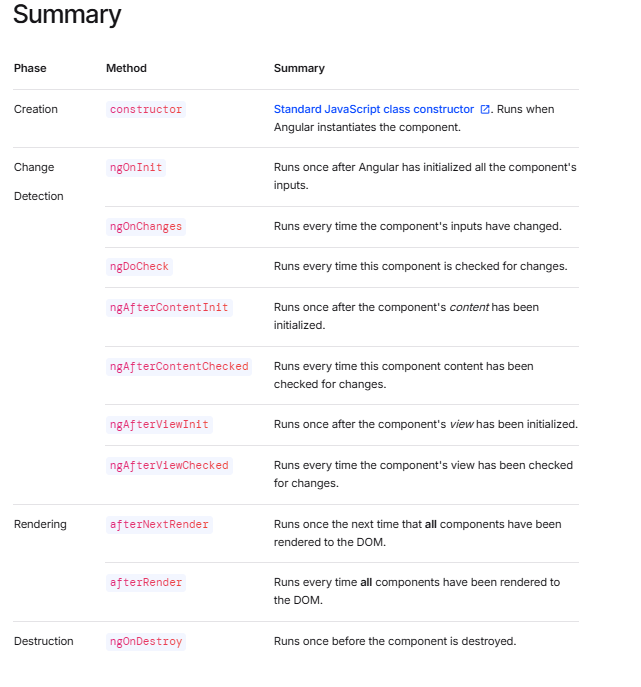 Summary
Phase Method Summary
Creation constructor Standard JavaScript class constructor . Runs when
Angular instantiates the component.
Change ngOnInit Runs once after Angular has initialized all the component's
inputs.
Detection
ngOnChanges Runs every time the component's inputs have changed.
ngDoCheck Runs every time this component is checked for changes.
ngAfterContentInit Runs once after the component's content has been
initialized.
ngAfterContentChecked Runs every time this component content has been
checked for changes.
ngAfterViewInit Runs once after the component's view has been initialized.
ngAfterViewChecked Runs every time the component's view has been checked
for changes.
Rendering afterNextRender Runs once the next time that all components have been
rendered to the DOM.
afterRender Runs every time all components have been rendered to
the DOM.
Destruction ngOnDestroy Runs once before the component is destroyed.